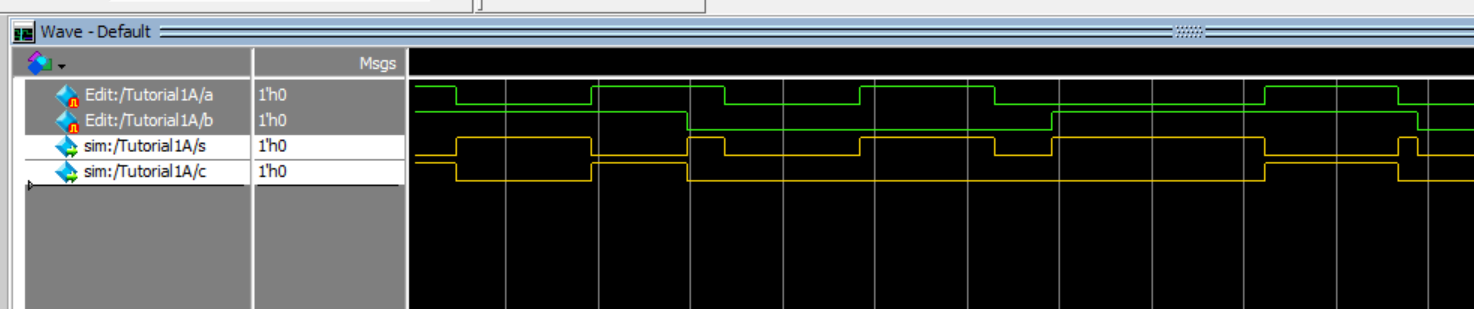 Wave - Default
Msgs
Edit:/Tutorial1A/a 1'h0
Edit:/Tutorial1A/b 1'h0
sim:/Tutorial1A/s 1'h0
sim:/Tutorial1A/c 1'h0